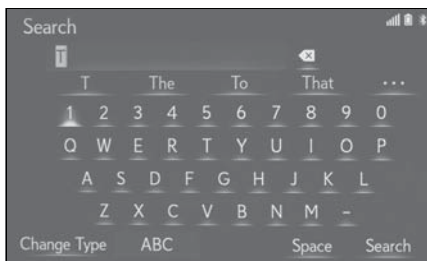 Search
T
T The To That ...
1 2 3 4 5 6 7 8 9 0
Q W E R T Y U I O P
A S D F G H J K L
Z X C V B N M -
Change Type ABC Space Search